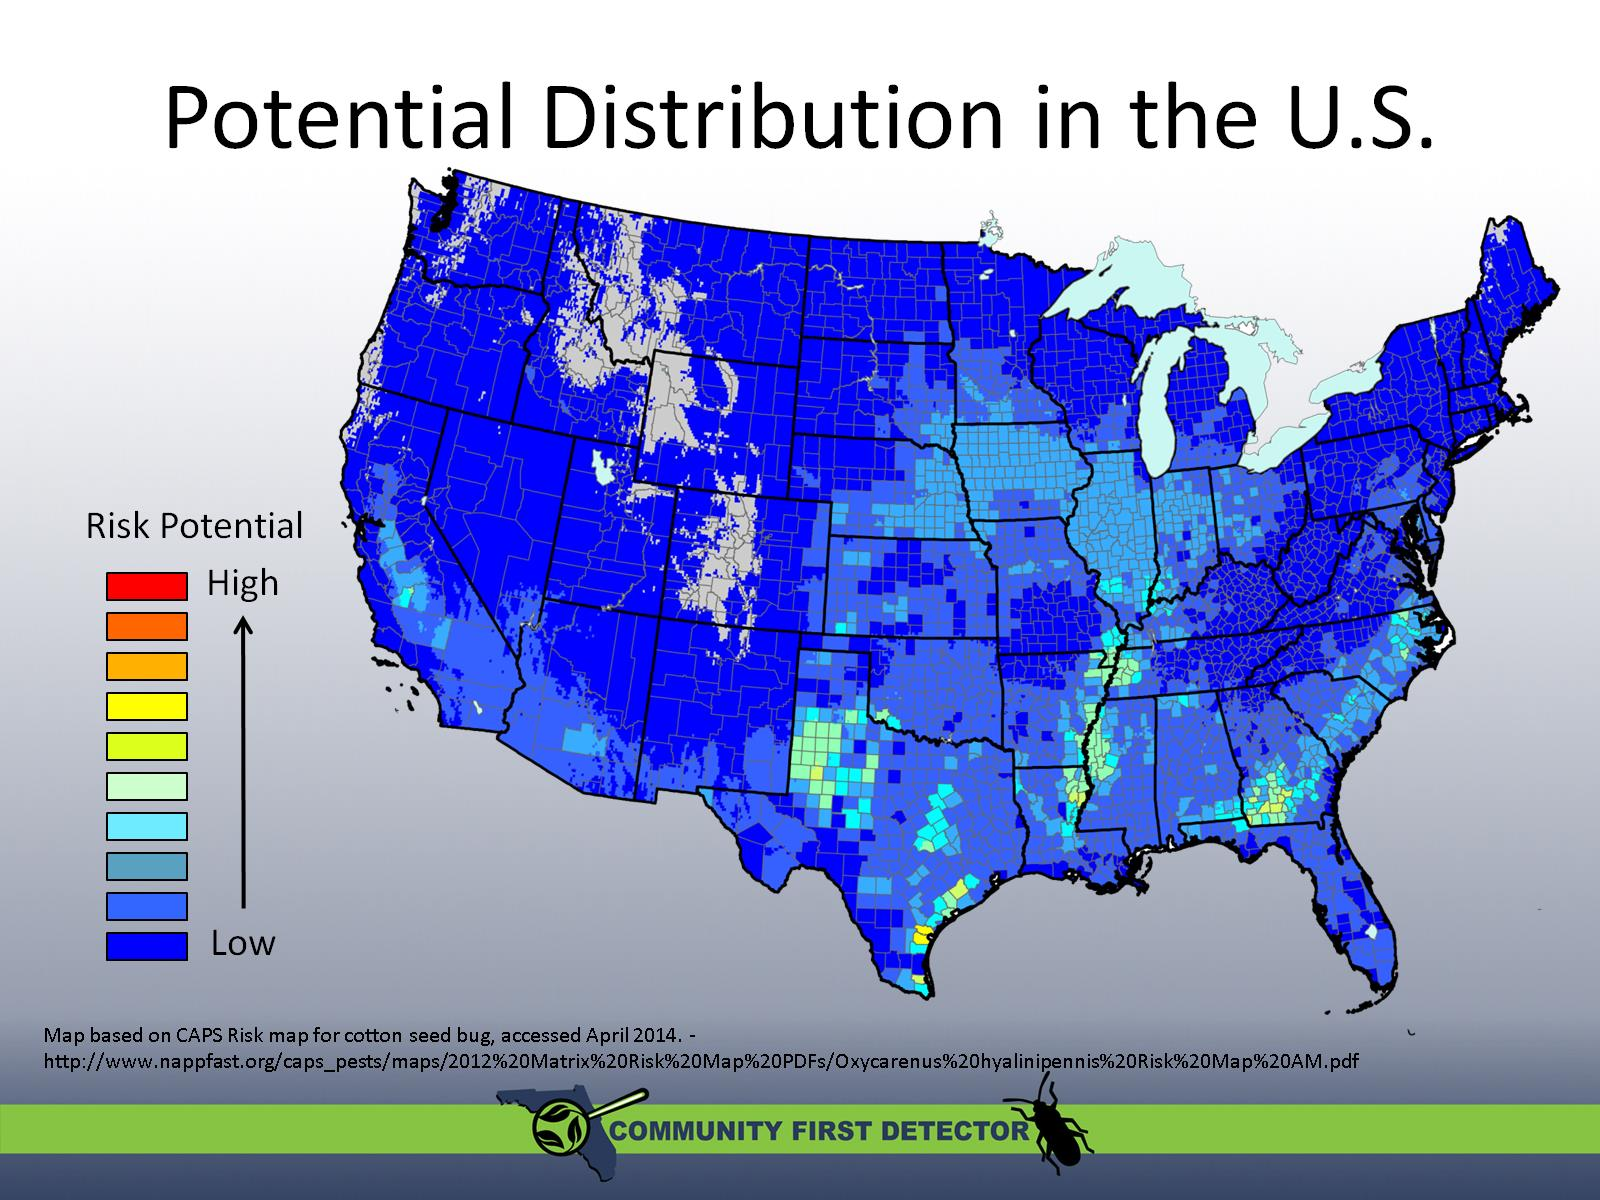 Potential Distribution in the U.S.
Risk Potential
High
Low
Map based on CAPS Risk map for cotton seed bug, accessed April 2014. -
http://www.nappfast.org/caps_pests/maps/2012%20Matrix%20Risk%20Map%20PDFs/Oxycarenus%20hyalinipennis%20Risk%20Map%20AM.pdf
COMMUNITY FIRST DETECTOR